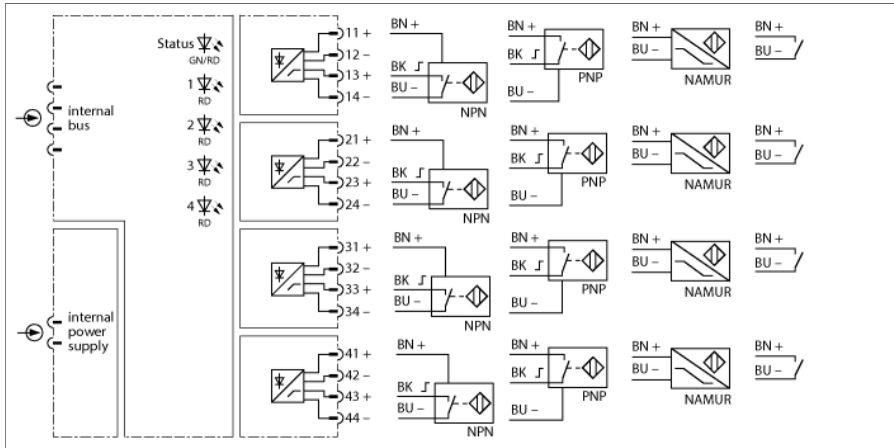 Status
GN/RD
1
RD
2
RD
3
RD
4
RD
internal
bus
internal
power
supply
11 +
12 –
13 +
14 –
BN +
BK
BU –
NPN
BN +
BK
BU –
PNP
BN +
BU –
NAMUR
BN +
BU –
21 +
22 –
23 +
24 –
BN +
BK
BU –
NPN
BN +
BK
BU –
PNP
BN +
BU –
NAMUR
BN +
BU –
31 +
32 –
33 +
34 –
BN +
BK
BU –
NPN
BN +
BK
BU –
PNP
BN +
BU –
NAMUR
BN +
BU –
41 +
42 –
43 +
44 –
BN +
BK
BU –
NPN
BN +
BK
BU –
PNP
BN +
BU –
NAMUR
BN +
BU –